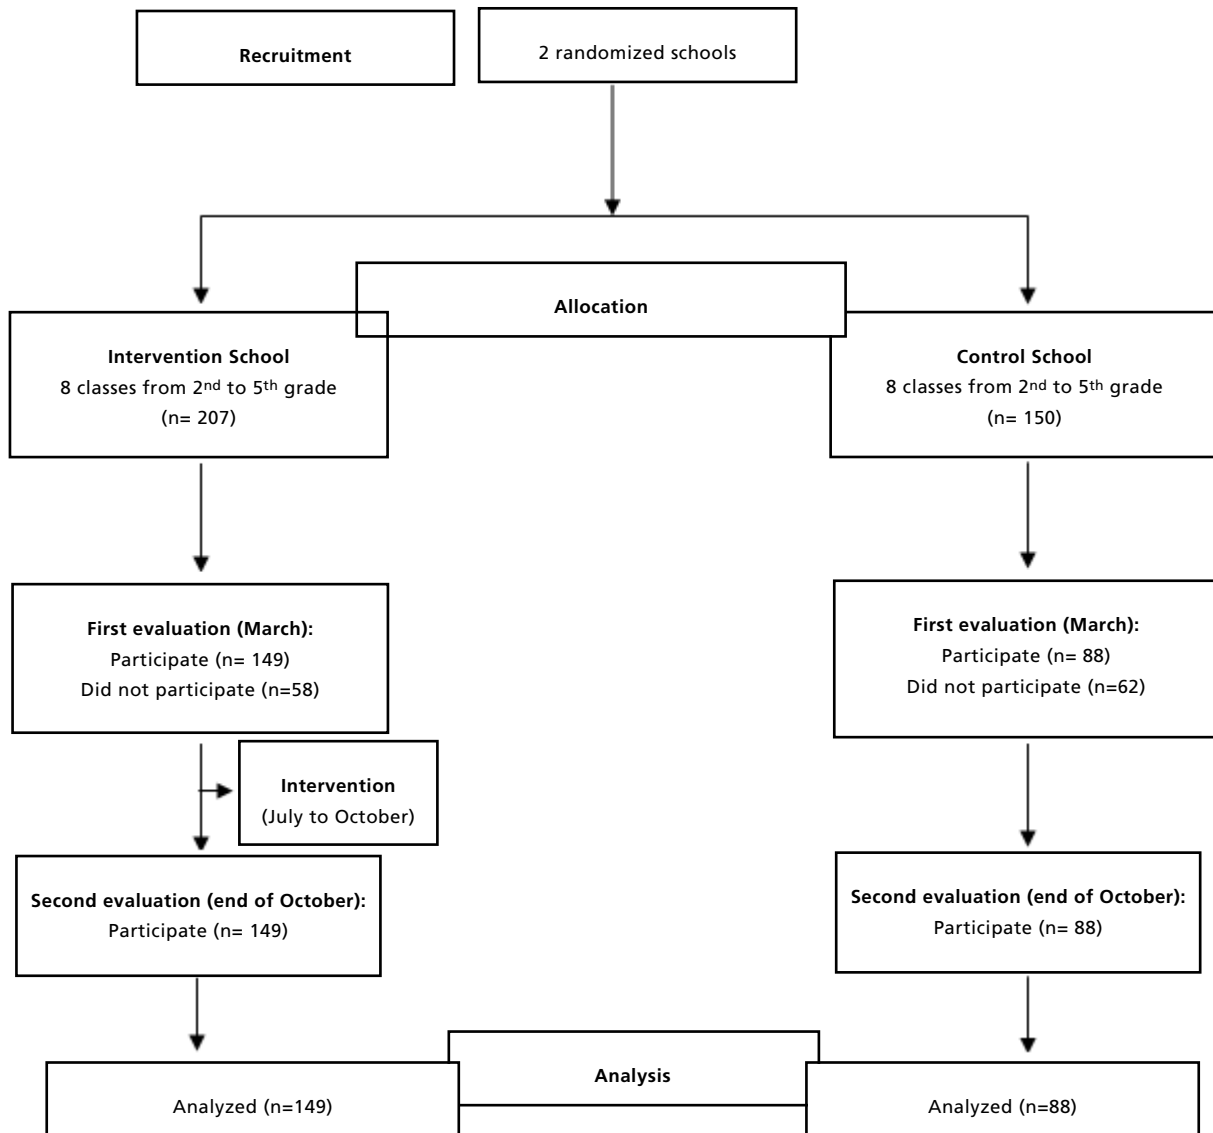 Recruitment
2 randomized schools
Allocation
Intervention School
8 classes from 2nd to 5th grade
(n= 207)
Control School
8 classes from 2nd to 5th grade
(n= 150)
First evaluation (March):
Participate (n= 149)
Did not participate (n=58)
First evaluation (March):
Participate (n= 88)
Did not participate (n=62)
Intervention
(July to October)
Second evaluation (end of October):
Participate (n= 149)
Second evaluation (end of October):
Participate (n= 88)
Analysis
Analyzed (n=149)
Analyzed (n=88)